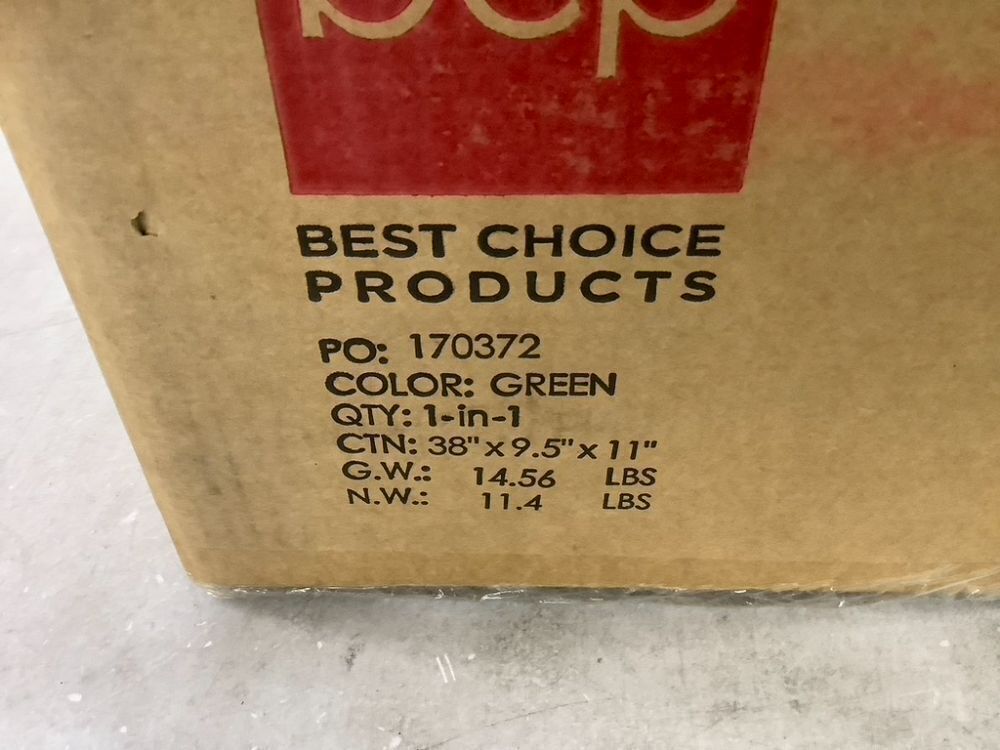 bcp
BEST CHOICE
PRODUCTS
PO: 170372
COLOR: GREEN
QTY: 1-in-1
CTN: 38" x 9.5" x 11"
G.W.: 14.56 LBS
N.W.: 11.4 LBS